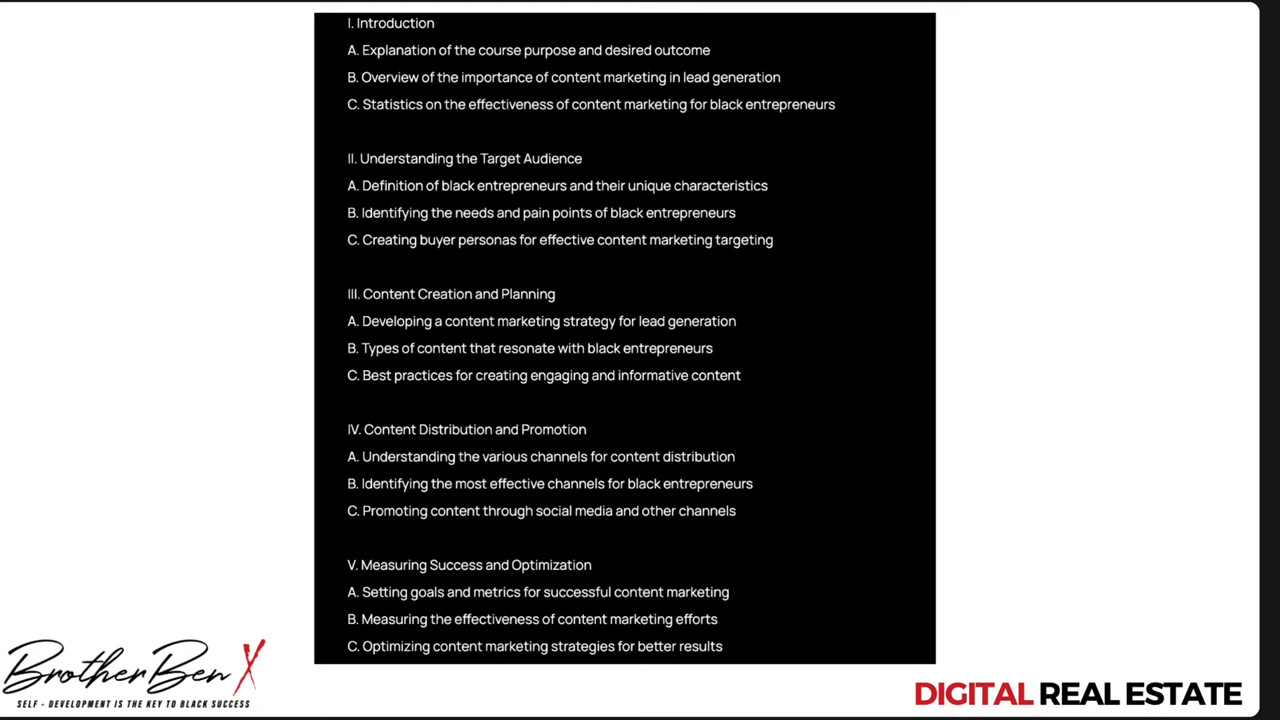 I. Introduction
A. Explanation of the course purpose and desired outcome
B. Overview of the importance of content marketing in lead generation
C. Statistics on the effectiveness of content marketing for black entrepreneurs
II. Understanding the Target Audience
A. Definition of black entrepreneurs and their unique characteristics
B. Identifying the needs and pain points of black entrepreneurs
C. Creating buyer personas for effective content marketing targeting
III. Content Creation and Planning
A. Developing a content marketing strategy for lead generation
B. Types of content that resonate with black entrepreneurs
C. Best practices for creating engaging and informative content
IV. Content Distribution and Promotion
A. Understanding the various channels for content distribution
B. Identifying the most effective channels for black entrepreneurs
C. Promoting content through social media and other channels
V. Measuring Success and Optimization
A. Setting goals and metrics for successful content marketing
B. Measuring the effectiveness of content marketing efforts
C. Optimizing content marketing strategies for better results
BrotherBen X
SELF - DEVELOPMENT IS THE KEY TO BLACK SUCCESS
DIGITAL REAL ESTATE